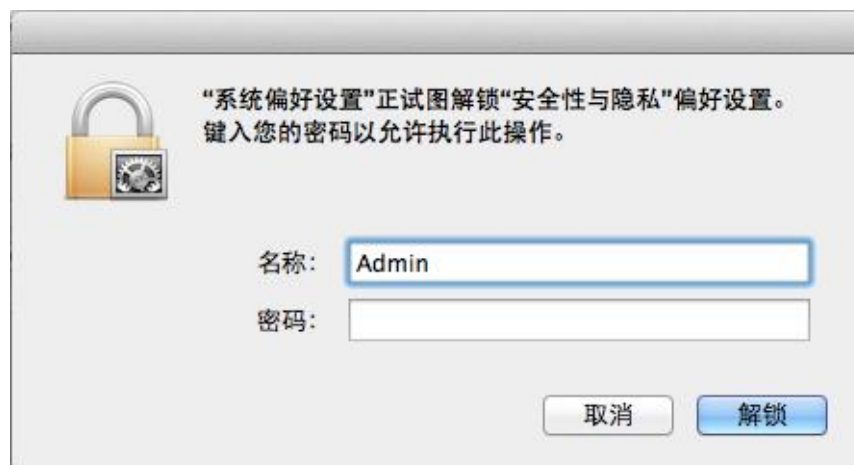 “系统偏好设置”正试图解锁“安全性与隐私”偏好设置。
键入您的密码以允许执行此操作。
名称： Admin
密码：
取消 解锁